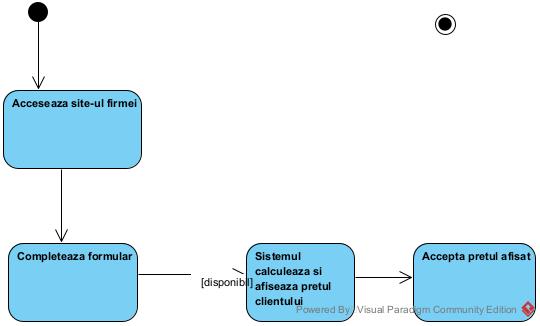 Acceseaza site-ul firmei
Completeaza formular
[disponibil]
Sistemul
calculeaza si
afiseaza pretul
clientului
Accepta pretul afisat
Powered By Visual Paradigm Community Edition